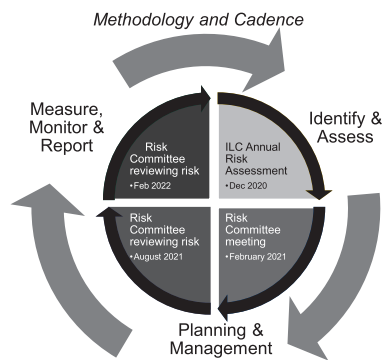 Methodology and Cadence
Measure,
Monitor &
Report
Identify &
Assess
Risk
Committee
reviewing risk
• Feb 2022
ILC Annual
Risk
Assessment
• Dec 2020
Risk
Committee
reviewing risk
• August 2021
Risk
Committee
meeting
• February 2021
Planning &
Management